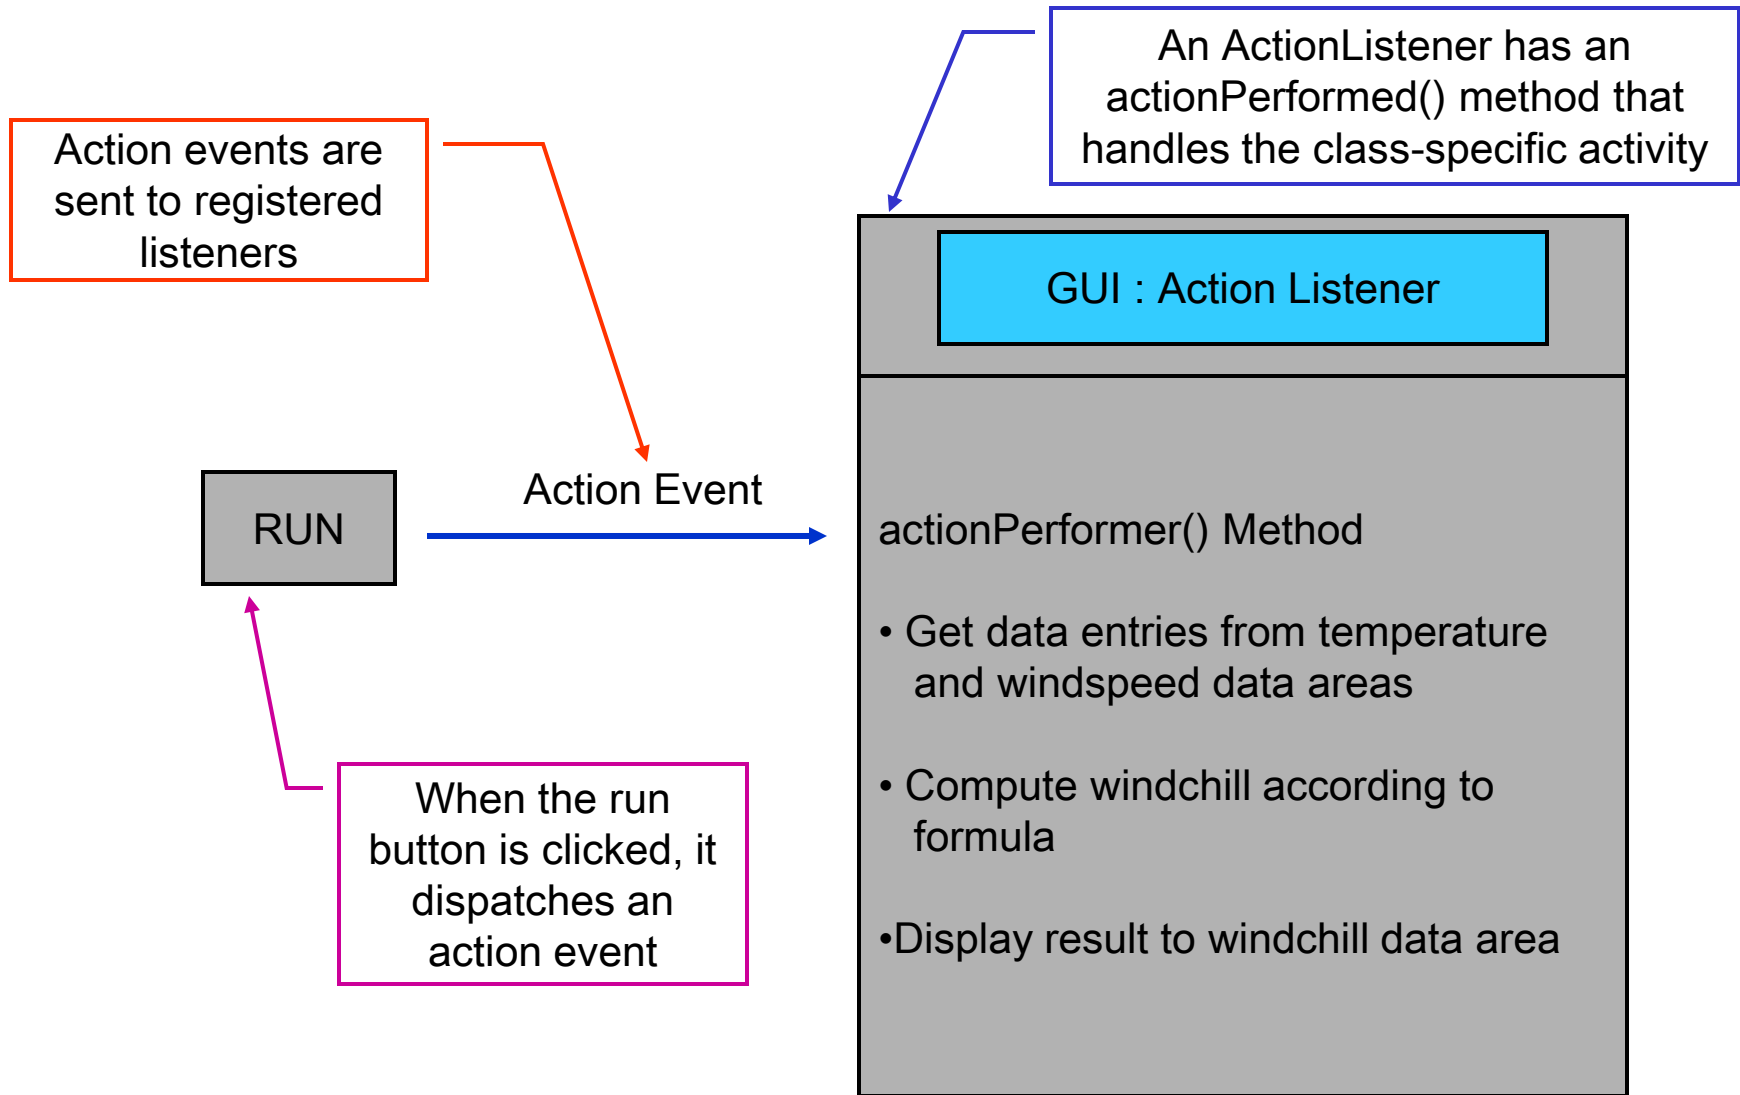 An ActionListener has an
actionPerformed() method that
handles the class-specific activity
Action events are
sent to registered
listeners
GUI : Action Listener
Action Event
RUN
actionPerformer() Method
• Get data entries from temperature
and windspeed data areas
• Compute windchill according to
formula
•Display result to windchill data area
When the run
button is clicked, it
dispatches an
action event